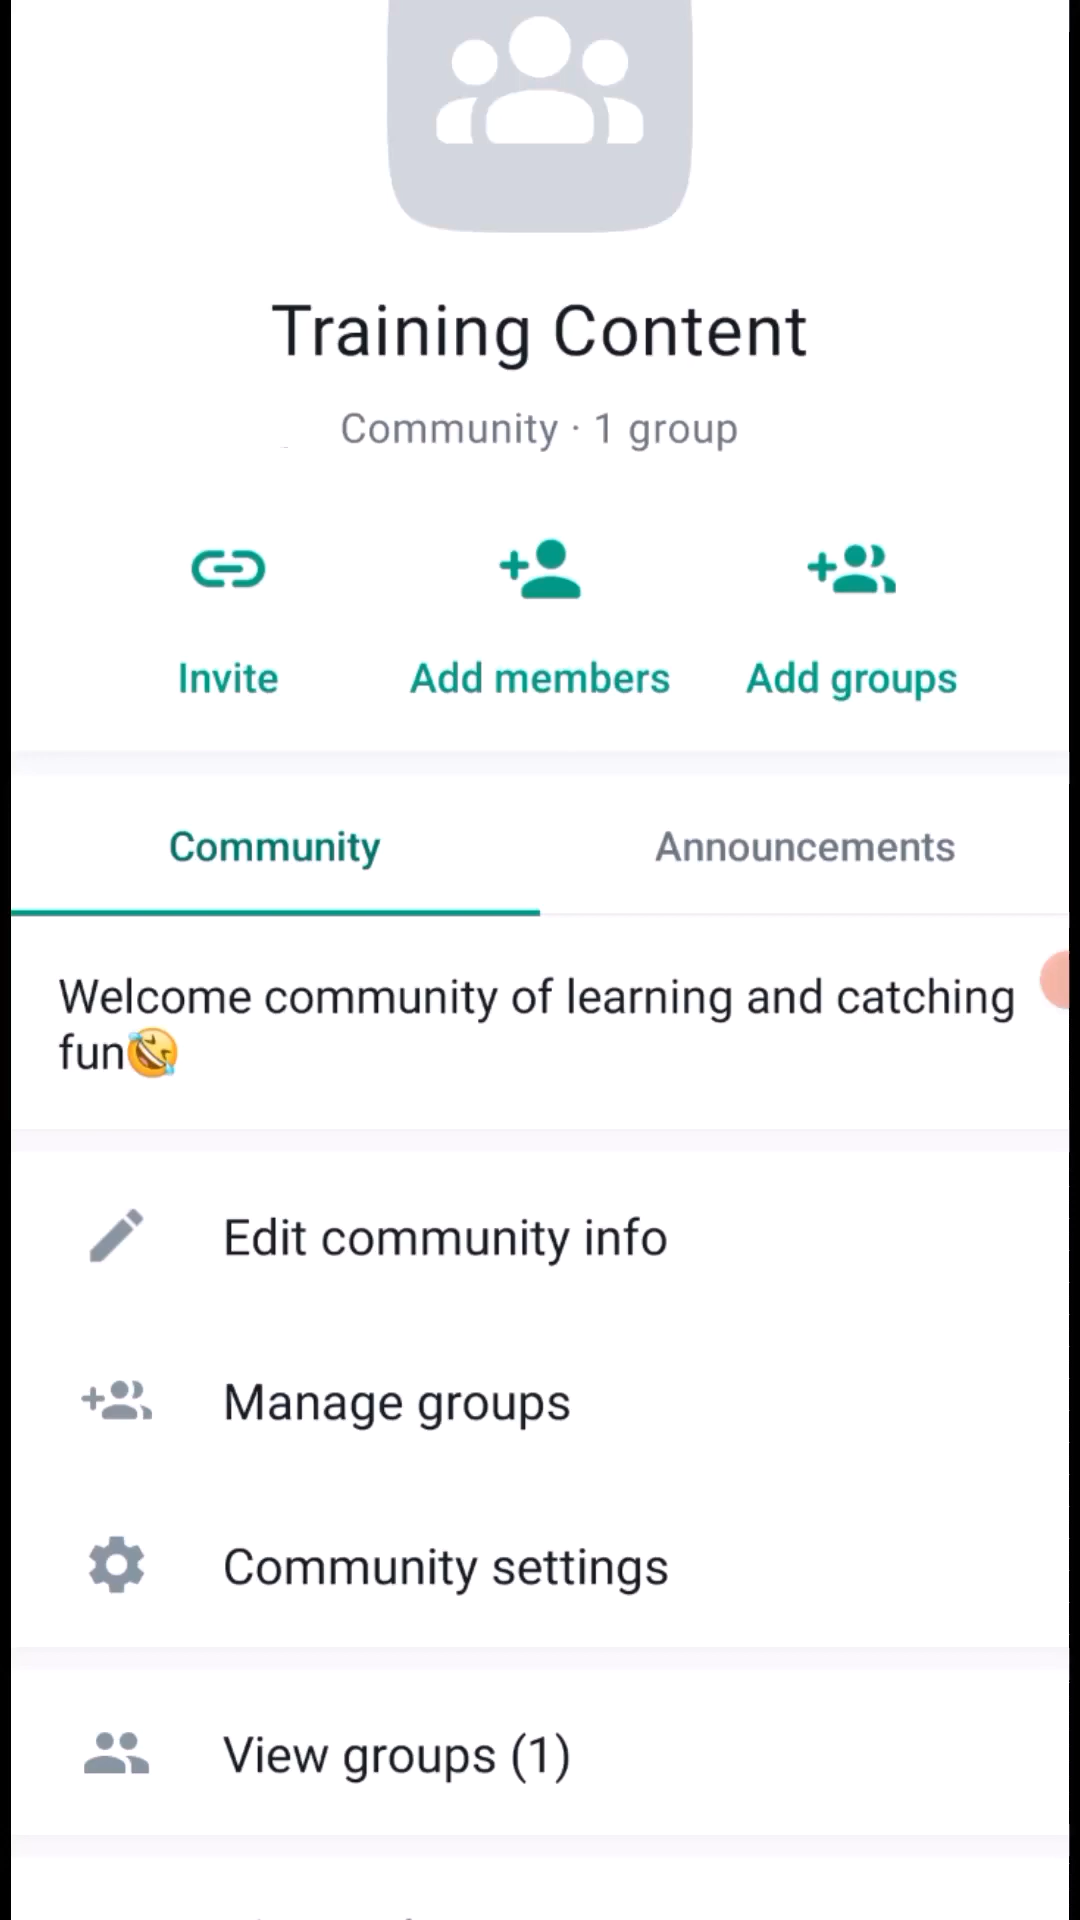 Training Content
Community · 1 group
Invite
Add members
Add groups
Community
Announcements
Welcome community of learning and catching
fun🤣
Edit community info
Manage groups
Community settings
View groups (1)